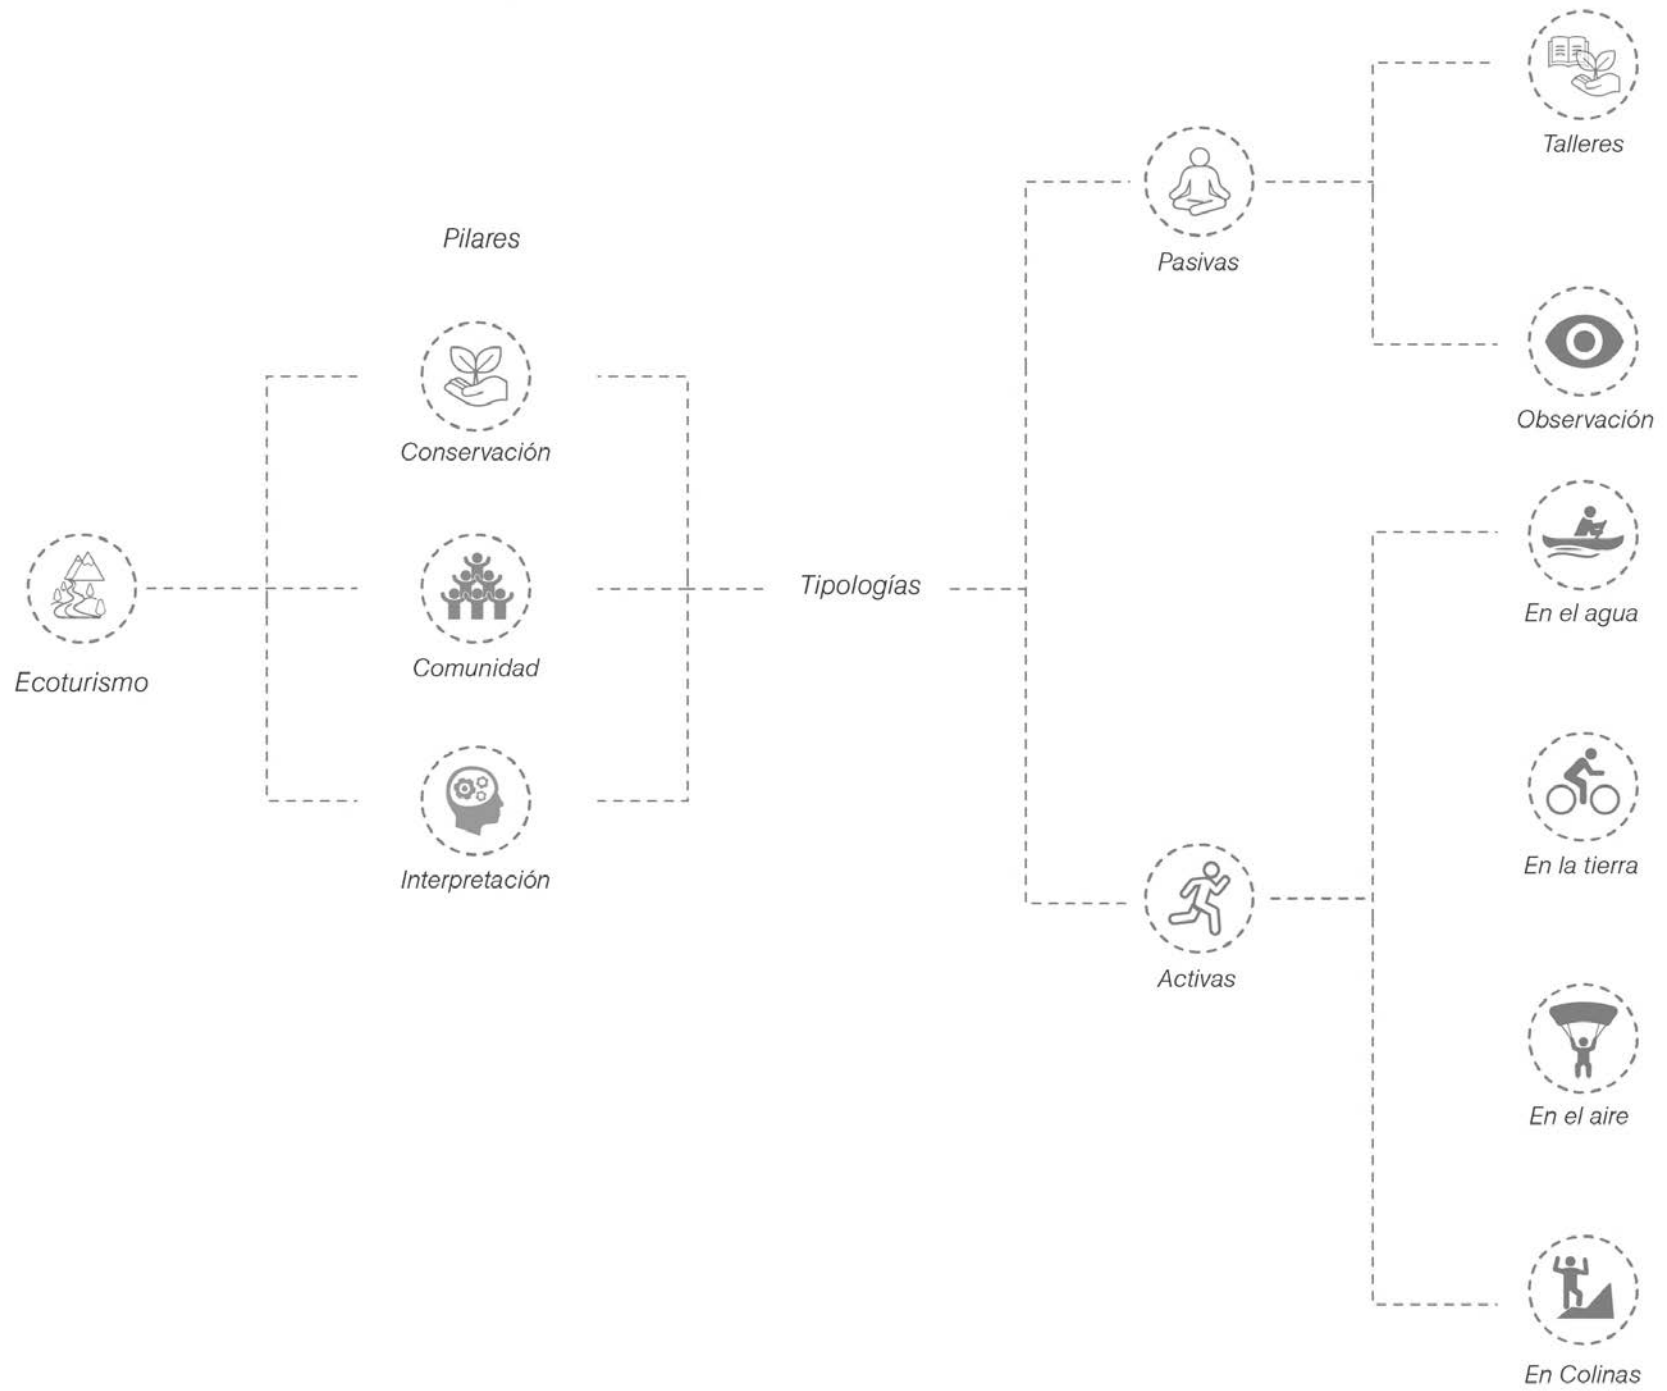 Pilares
Ecoturismo
Conservación
Comunidad
Interpretación
Tipologías
Pasivas
Talleres
Observación
Activas
En el agua
En la tierra
En el aire
En Colinas